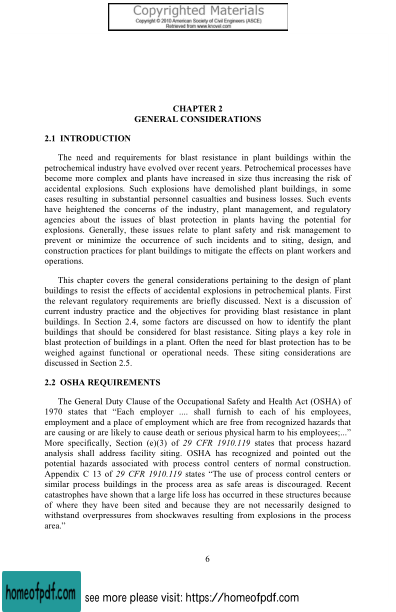 Copyrighted Materials
Copyright © 2010 American Society of Civil Engineers (ASCE)
Retrieved from www.knovel.com
CHAPTER 2
GENERAL CONSIDERATIONS
2.1 INTRODUCTION
The need and requirements for blast resistance in plant buildings within the
petrochemical industry have evolved over recent years. Petrochemical processes have
become more complex and plants have increased in size thus increasing the risk of
accidental explosions. Such explosions have demolished plant buildings, in some
cases resulting in substantial personnel casualties and business losses. Such events
have heightened the concerns of the industry, plant management, and regulatory
agencies about the issues of blast protection in plants having the potential for
explosions. Generally, these issues relate to plant safety and risk management to
prevent or minimize the occurrence of such incidents and to siting, design, and
construction practices for plant buildings to mitigate the effects on plant workers and
operations.
This chapter covers the general considerations pertaining to the design of plant
buildings to resist the effects of accidental explosions in petrochemical plants. First
the relevant regulatory requirements are briefly discussed. Next is a discussion of
current industry practice and the objectives for providing blast resistance in plant
buildings. In Section 2.4, some factors are discussed on how to identify the plant
buildings that should be considered for blast resistance. Siting plays a key role in
blast protection of buildings in a plant. Often the need for blast protection has to be
weighed against functional or operational needs. These siting considerations are
discussed in Section 2.5.
2.2 OSHA REQUIREMENTS
The General Duty Clause of the Occupational Safety and Health Act (OSHA) of
1970 states that “Each employer .... shall furnish to each of his employees,
employment and a place of employment which are free from recognized hazards that
are causing or are likely to cause death or serious physical harm to his employees;...”
More specifically, Section (e)(3) of 29 CFR 1910.119 states that process hazard
analysis shall address facility siting. OSHA has recognized and pointed out the
potential hazards associated with process control centers of normal construction.
Appendix C 13 of 29 CFR 1910.119 states “The use of process control centers or
similar process buildings in the process area as safe areas is discouraged. Recent
catastrophes have shown that a large life loss has occurred in these structures because
of where they have been sited and because they are not necessarily designed to
withstand overpressures from shockwaves resulting from explosions in the process
area.”
6
homeofpdf.com
see more please visit: https://homeofpdf.com